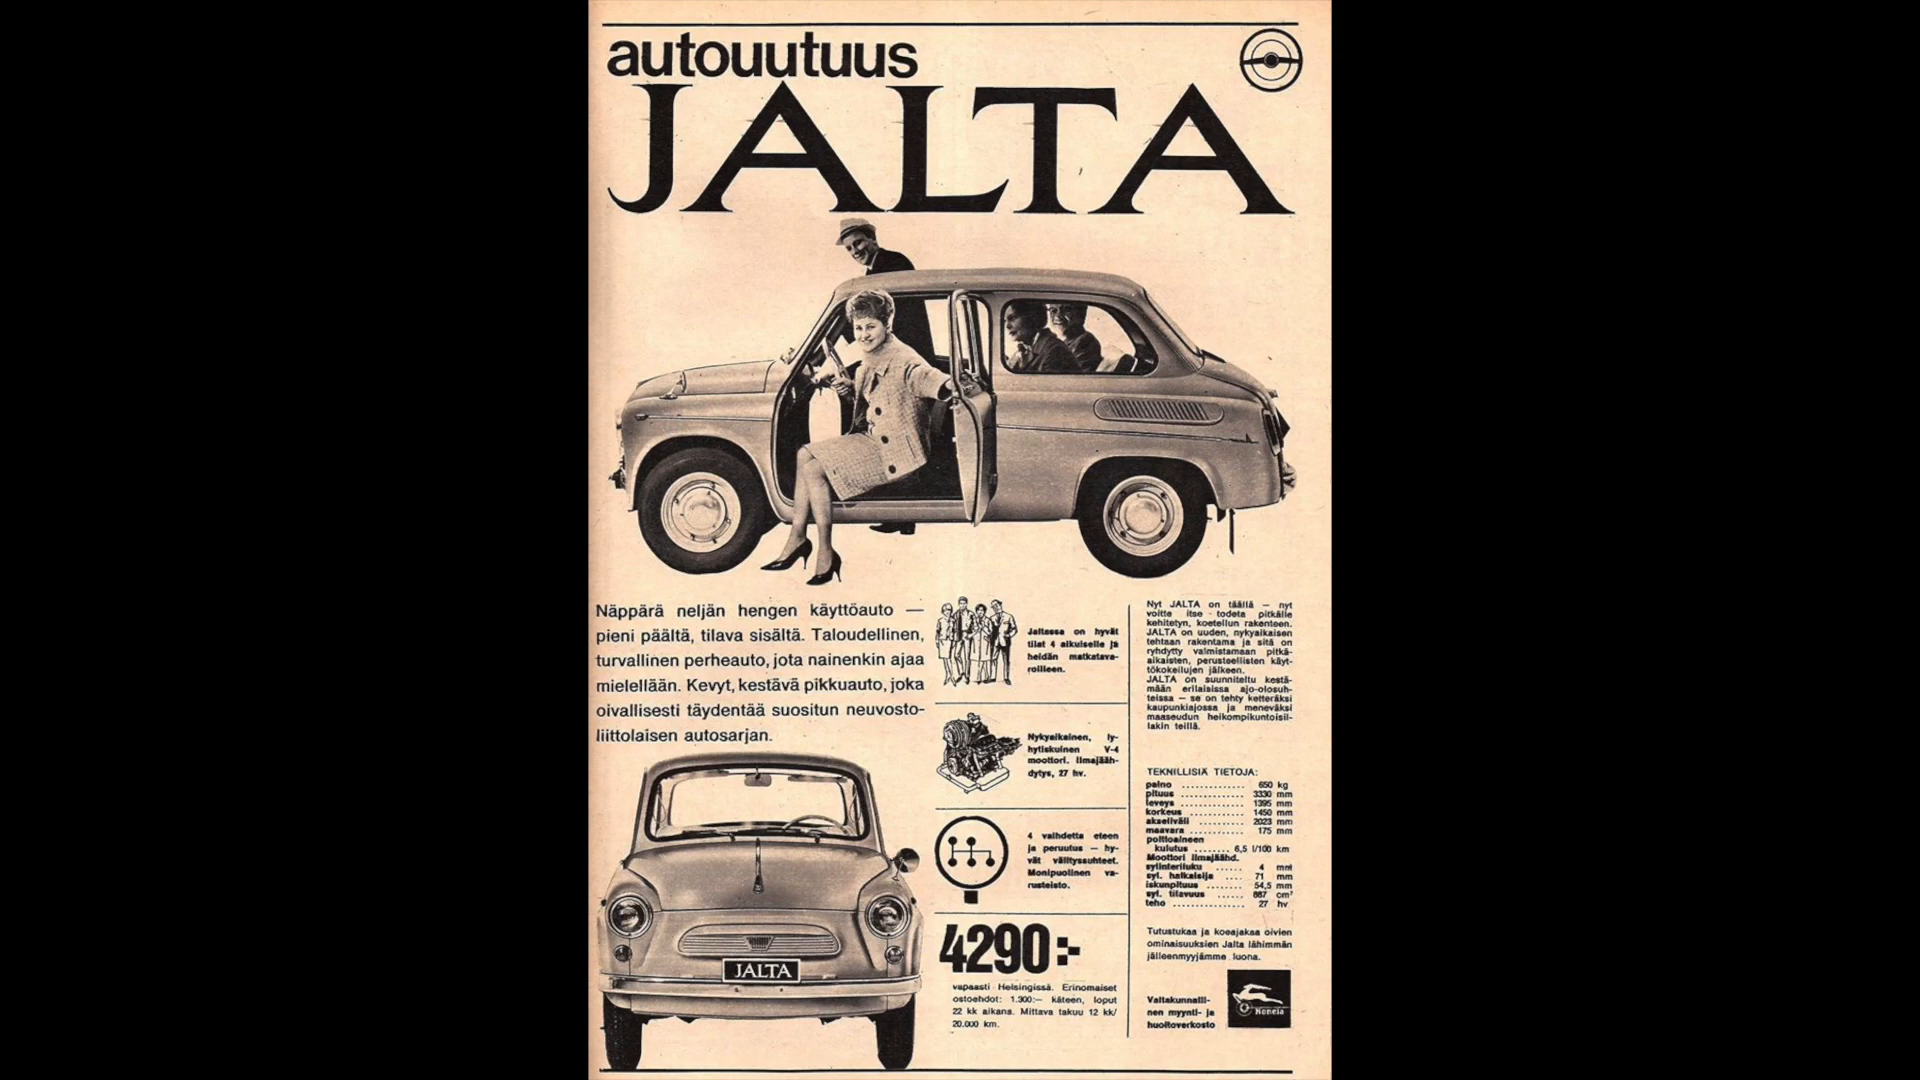 autouutuus
JALTA
Näppärä neljän hengen käyttöauto —
pieni päältä, tilava sisältä. Taloudellinen,
turvallinen perheauto, jota nainenkin ajaa
mielellään. Kevyt, kestävä pikkuauto, joka
oivallisesti täydentää suositun neuvosto-
liittolaisen autosarjan.
JALTA
Jaltassa on hyvät
tilat 4 aikuiselle ja
heidän matkatava-
roilleen.
Nykyaikainen, ly-
hytiskuinen V-4
moottori. Ilmajääh-
dytys, 27 hv.
4 vaihdetta eteen
ja peruutus — hy-
vät välityssuhteet.
Monipuolinen va-
rusteisto.
4290:-
vapaasti Helsingissä. Erinomaiset
ostoehdot: 1.300:— käteen, loput
22 kk aikana. Mittava takuu 12 kk/
20.000 km.
Nyt JALTA on täällä — nyt
voitte itse todeta pitkälle
kehitetyn, koetellun rakenteen.
JALTA on uuden, nykyaikaisen
tehtaan rakentama ja sitä on
ryhdytty valmistamaan pitkä-
aikaisten, perusteellisten käyt-
tökokeilujen jälkeen.
JALTA on suunniteltu kestä-
mään erilaisissa ajo-olosuh-
teissa — se on tehty ketteräksi
kaupunkiajossa ja meneväksi
maaseudun heikompikuntoisil-
lakin teillä.
TEKNILLISIÄ TIETOJA:
paino .............. 650 kg
pituus .............. 3330 mm
leveys .............. 1395 mm
korkeus .............. 1450 mm
akseliväli .......... 2023 mm
maavara ............ 175 mm
polttoaineen
kulutus ........ 6,5 l/100 km
Moottori ilmajäähd.
sylinteriluku ...... 4 mm
syl. halkaisija .... 71 mm
iskunpituus ........ 54,5 mm
syl. tilavuus ...... 887 cm³
teho ................ 27 hv
Tutustukaa ja koeajakaa oivien
ominaisuuksien Jalta lähimmän
jälleenmyyjämme luona.
Valtakunnalli-
nen myynti- ja
huoltoverkosto
Konela